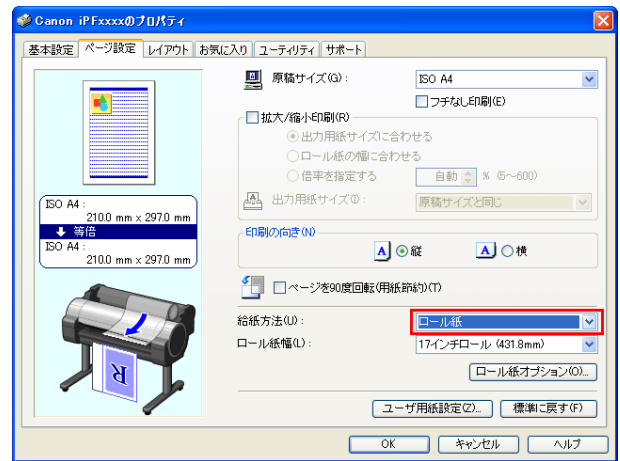 Canon iPFxxxxのプロパティ
基本設定 ページ設定 レイアウト お気に入り ユーティリティ サポート
原稿サイズ(G): ISO A4
フチなし印刷(E)
拡大/縮小印刷(R)
出力用紙サイズに合わせる
ロール紙の幅に合わせる
倍率を指定する 自動 % (5～600)
出力用紙サイズ(I): 原稿サイズと同じ
ISO A4 :
210.0 mm × 297.0 mm
等倍
ISO A4 :
210.0 mm × 297.0 mm
印刷の向き(N)
A 縦 A 横
ページを90度回転(用紙節約)(T)
給紙方法(U): ロール紙
ロール紙幅(L): 17インチロール (431.8mm)
R
ロール紙オプション(O)...
ユーザ用紙設定(Z)... 標準に戻す(F)
OK キャンセル ヘルプ